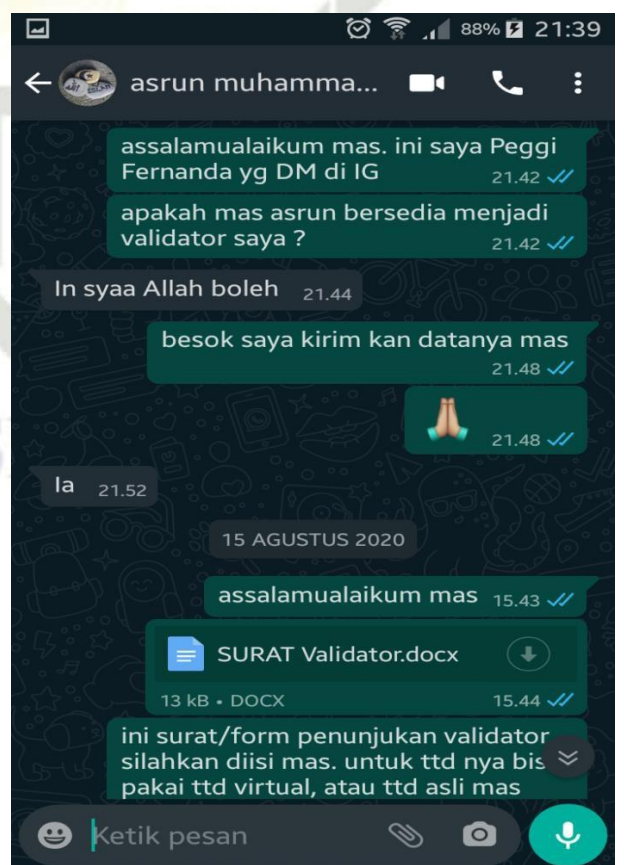 88% 21:39
asrun muhamma...
assalamualaikum mas. ini saya Peggi
Fernanda yg DM di IG
21.42
apakah mas asrun bersedia menjadi
validator saya ?
21.42
In syaa Allah boleh 21.44
besok saya kirim kan datanya mas
21.48
21.48
Ia 21.52
15 AGUSTUS 2020
assalamualaikum mas 15.43
SURAT Validator.docx
13 kB • DOCX 15.44
ini surat/form penunjukan validator
silahkan diisi mas. untuk ttd nya bis
pakai ttd virtual, atau ttd asli mas
Ketik pesan